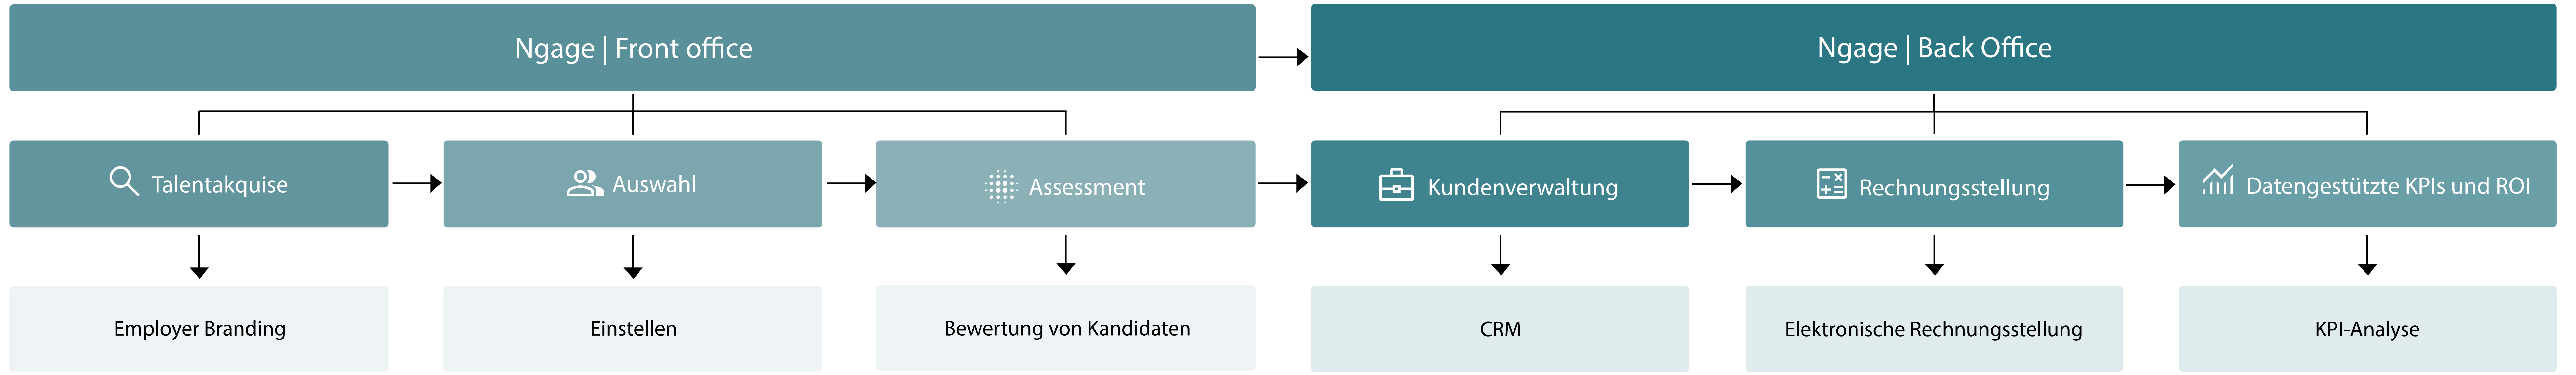 Ngage | Front office
Ngage | Back Office
Talentakquise
Auswahl
Assessment
Kundenverwaltung
Rechnungsstellung
Datengestützte KPIs und ROI
Employer Branding
Einstellen
Bewertung von Kandidaten
CRM
Elektronische Rechnungsstellung
KPI-Analyse